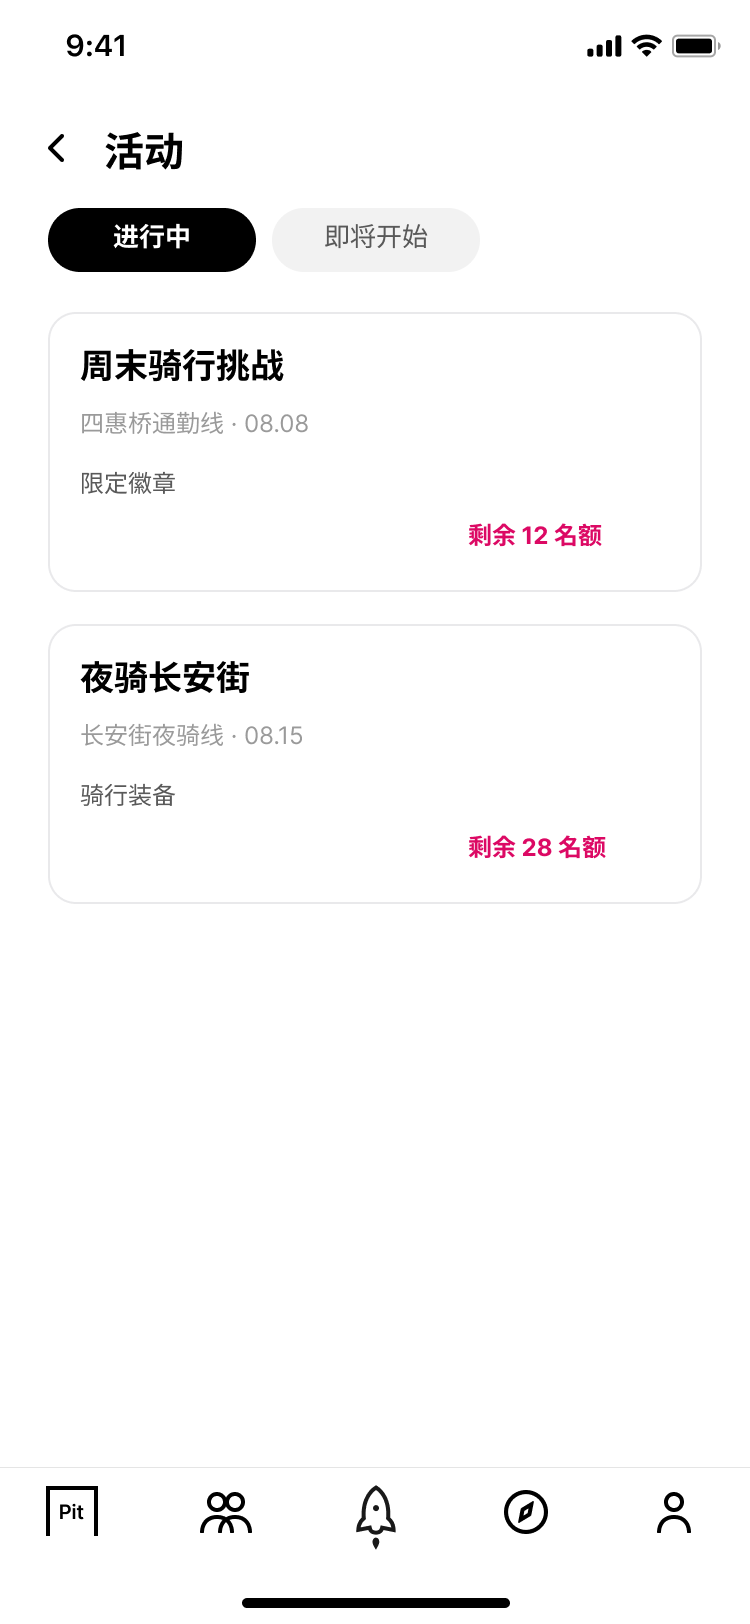 9:41
活动
进行中
即将开始
周末骑行挑战
四惠桥通勤线 · 08.08
限定徽章
剩余 12 名额
夜骑长安街
长安街夜骑线 · 08.15
骑行装备
剩余 28 名额
Pit